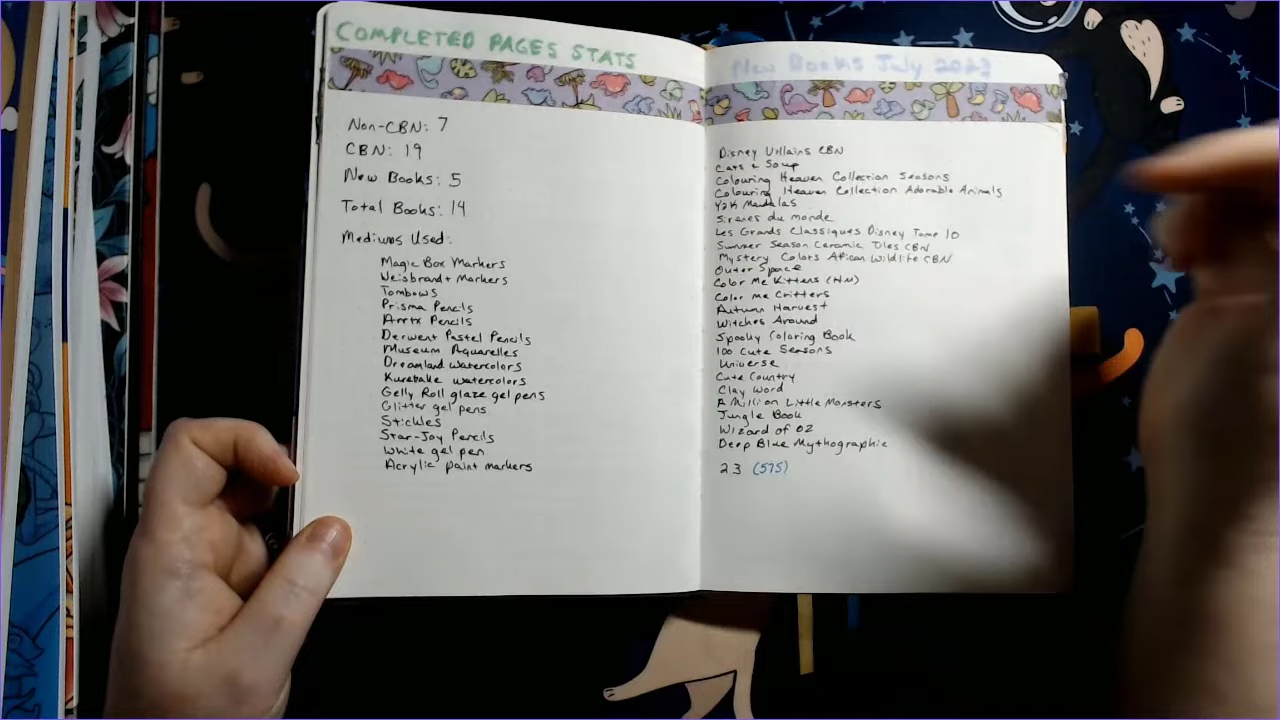 COMPLETED PAGES STATS
Non-CBN: 7
CBN: 19
New Books: 5
Total Books: 14
Mediums Used:
Magic Box Markers
Weisbrandt Markers
Tombows
Prisma Pencils
Arrtx Pencils
Derwent Pastel Pencils
Museum Aquarelles
Dreamland watercolors
Kuretake watercolors
Gelly Roll glaze gel pens
Glitter gel pens
Stickles
Star-Joy Pencils
White gel pen
Acrylic paint markers
New Books July 2023
Disney Villains CBN
Cats & Soup
Colouring Heaven Collection Seasons
Colouring Heaven Collection Adorable Animals
Y2K Mandalas
Sirenes du monde
Les Grands Classiques Disney Tome 10
Summer Season Ceramic Tiles CBN
Mystery Colors African Wildlife CBN
Outer Space
Color Me Kittens (HN)
Color me Critters
Autumn Harvest
Witches Around
Spooky Coloring Book
100 Cute Seasons
Universe
Cute Country
Clay Word
A Million Little Monsters
Jungle Book
Wizard of OZ
Deep Blue Mythographic
23 (575)